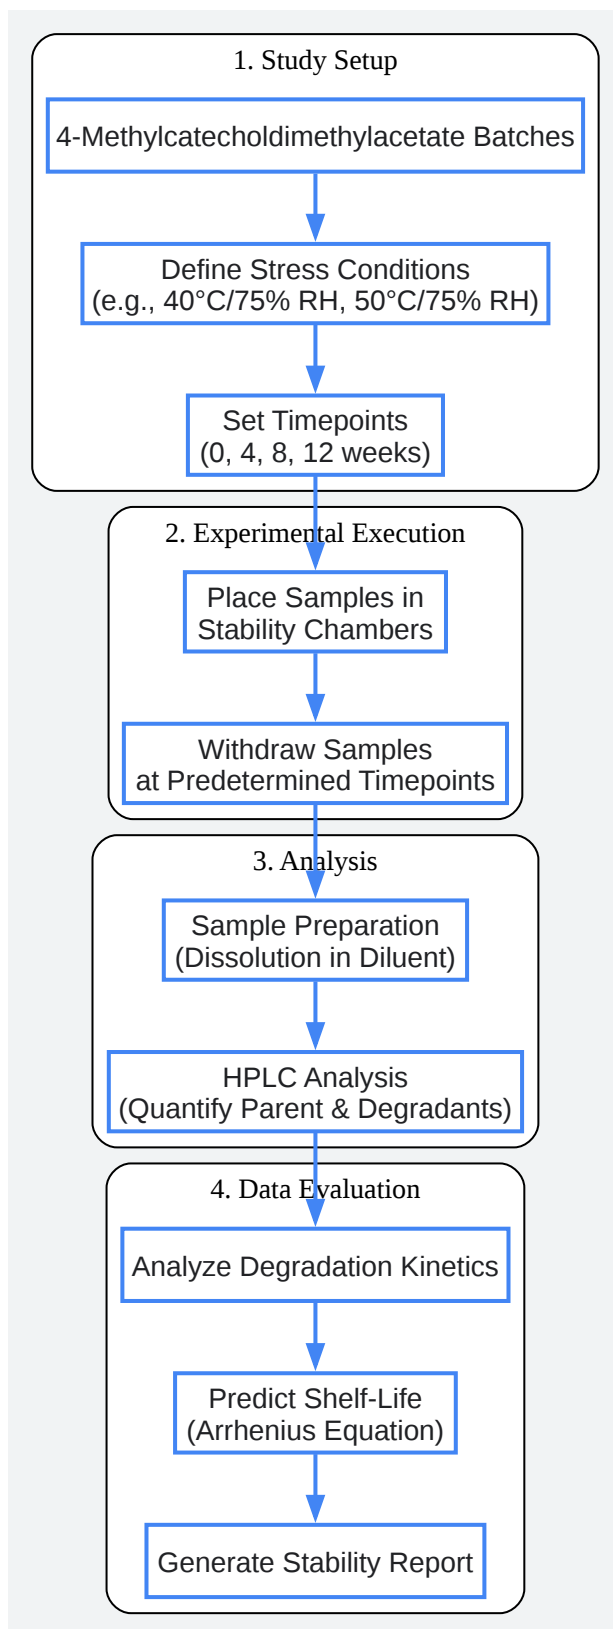 1. Study Setup
4-Methylcatecholdimethylacetate Batches
Define Stress Conditions
(e.g., 40°C/75% RH, 50°C/75% RH)
Set Timepoints
(0, 4, 8, 12 weeks)
2. Experimental Execution
Place Samples in
Stability Chambers
Withdraw Samples
at Predetermined Timepoints
3. Analysis
Sample Preparation
(Dissolution in Diluent)
HPLC Analysis
(Quantify Parent & Degradants)
4. Data Evaluation
Analyze Degradation Kinetics
Predict Shelf-Life
(Arrhenius Equation)
Generate Stability Report